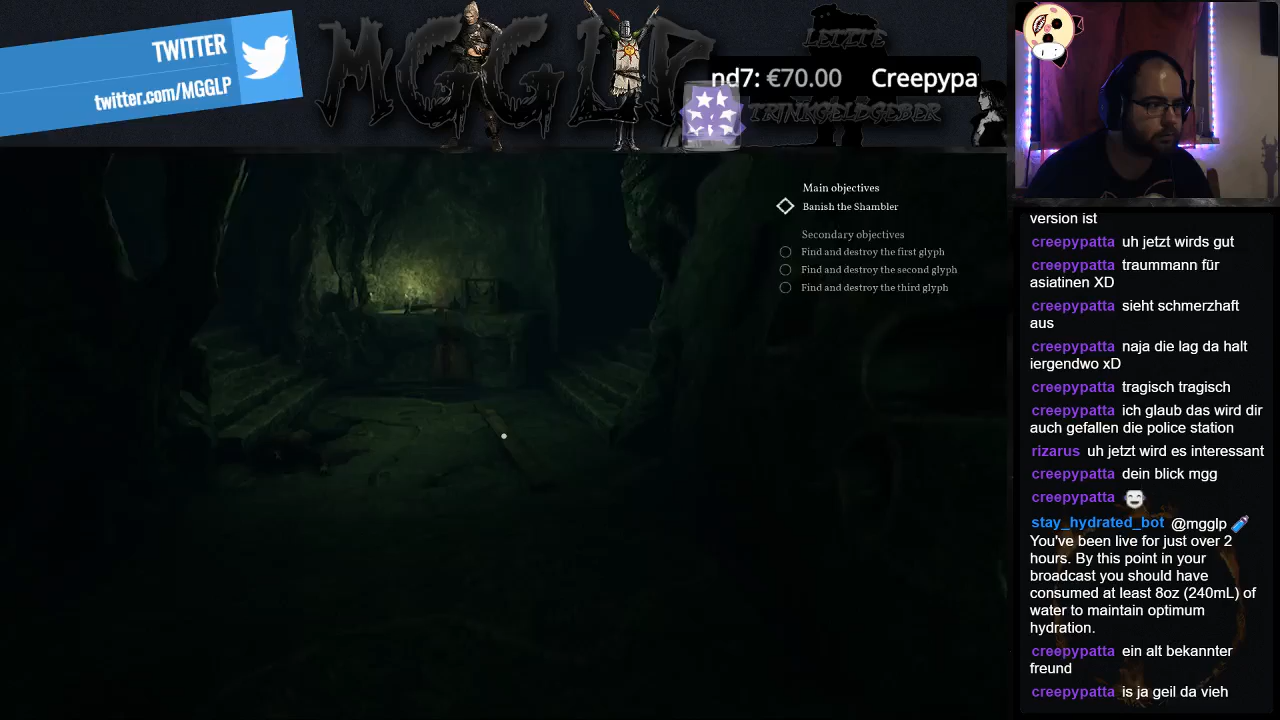 TWITTER
twitter.com/MGGLP
MGGLP
LETZTE
nd7: €70.00 Creepypa
TRINKGELDGEBER
Main objectives
Banish the Shambler
Secondary objectives
Find and destroy the first glyph
Find and destroy the second glyph
Find and destroy the third glyph
version ist
creepypatta uh jetzt wirds gut
creepypatta traummann für
asiatinen XD
creepypatta sieht schmerzhaft
aus
creepypatta naja die lag da halt
iergendwo xD
creepypatta tragisch tragisch
creepypatta ich glaub das wird dir
auch gefallen die police station
rizarus uh jetzt wird es interessant
creepypatta dein blick mgg
creepypatta
stay_hydrated_bot @mgglp
You've been live for just over 2
hours. By this point in your
broadcast you should have
consumed at least 8oz (240mL) of
water to maintain optimum
hydration.
creepypatta ein alt bekannter
freund
creepypatta is ja geil da vieh